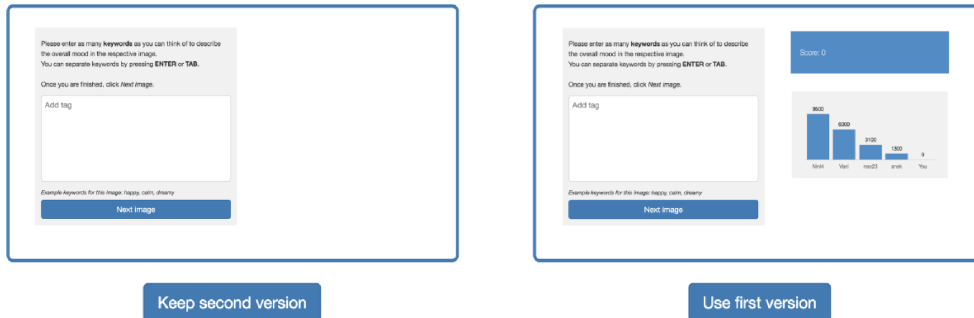 Please enter as many keywords as you can think of to describe
the overall mood in the respective image.
You can separate keywords by pressing ENTER or TAB.
Once you are finished, click Next image.
Add tag
Example keywords for this image: happy, calm, dreamy
Next image
Keep second version
Please enter as many keywords as you can think of to describe
the overall mood in the respective image.
You can separate keywords by pressing ENTER or TAB.
Once you are finished, click Next image.
Add tag
Example keywords for this image: happy, calm, dreamy
Next image
Score: 0
9500
6300
3100
1300
0
You
Use first version